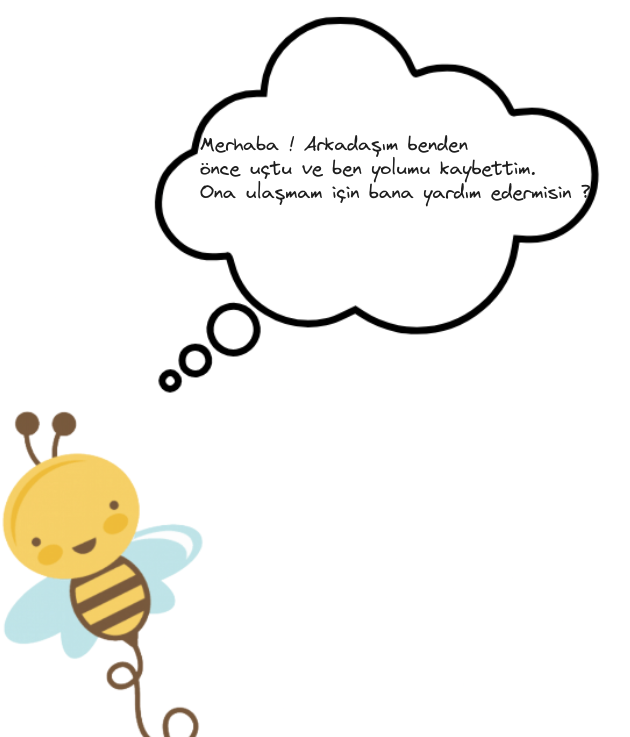 Merhaba ! Arkadaşım benden
önce uçtu ve ben yolumu kaybettim.
Ona ulaşmam için bana yardım edermisin ?